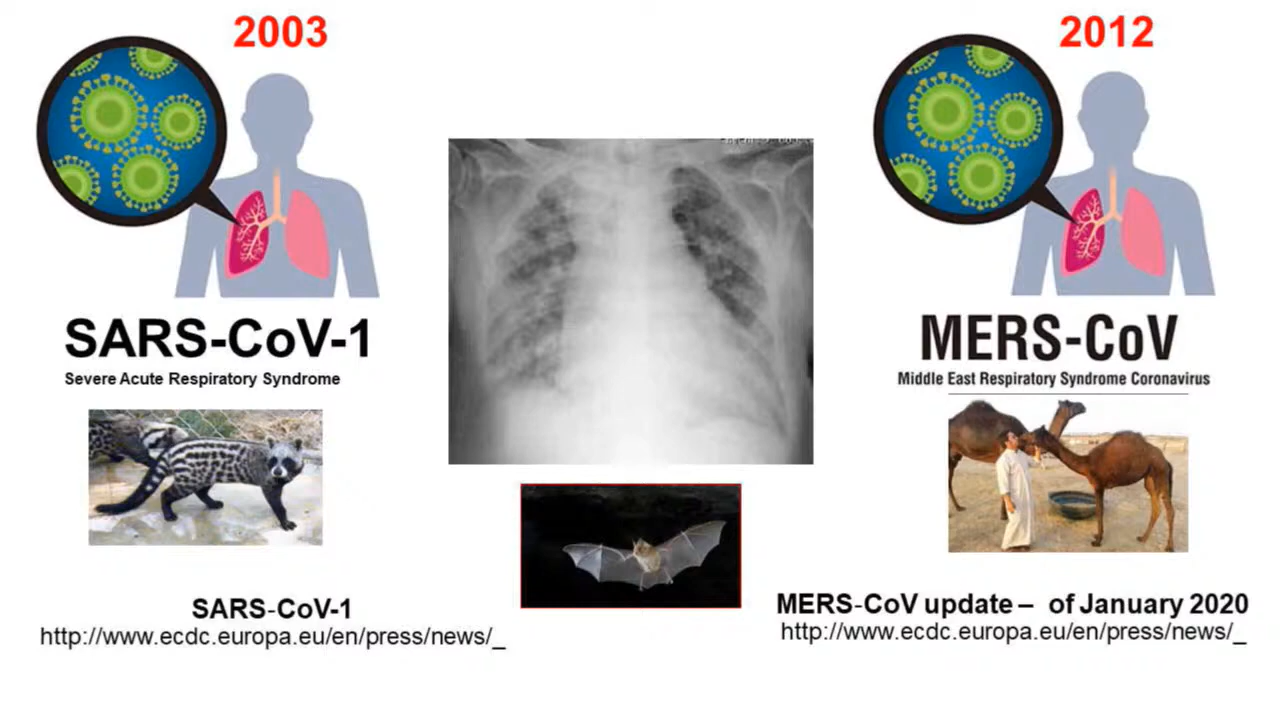 2003
SARS-CoV-1
Severe Acute Respiratory Syndrome
SARS-CoV-1
http://www.ecdc.europa.eu/en/press/news/_
2012
MERS-CoV
Middle East Respiratory Syndrome Coronavirus
MERS-CoV update – of January 2020
http://www.ecdc.europa.eu/en/press/news/_